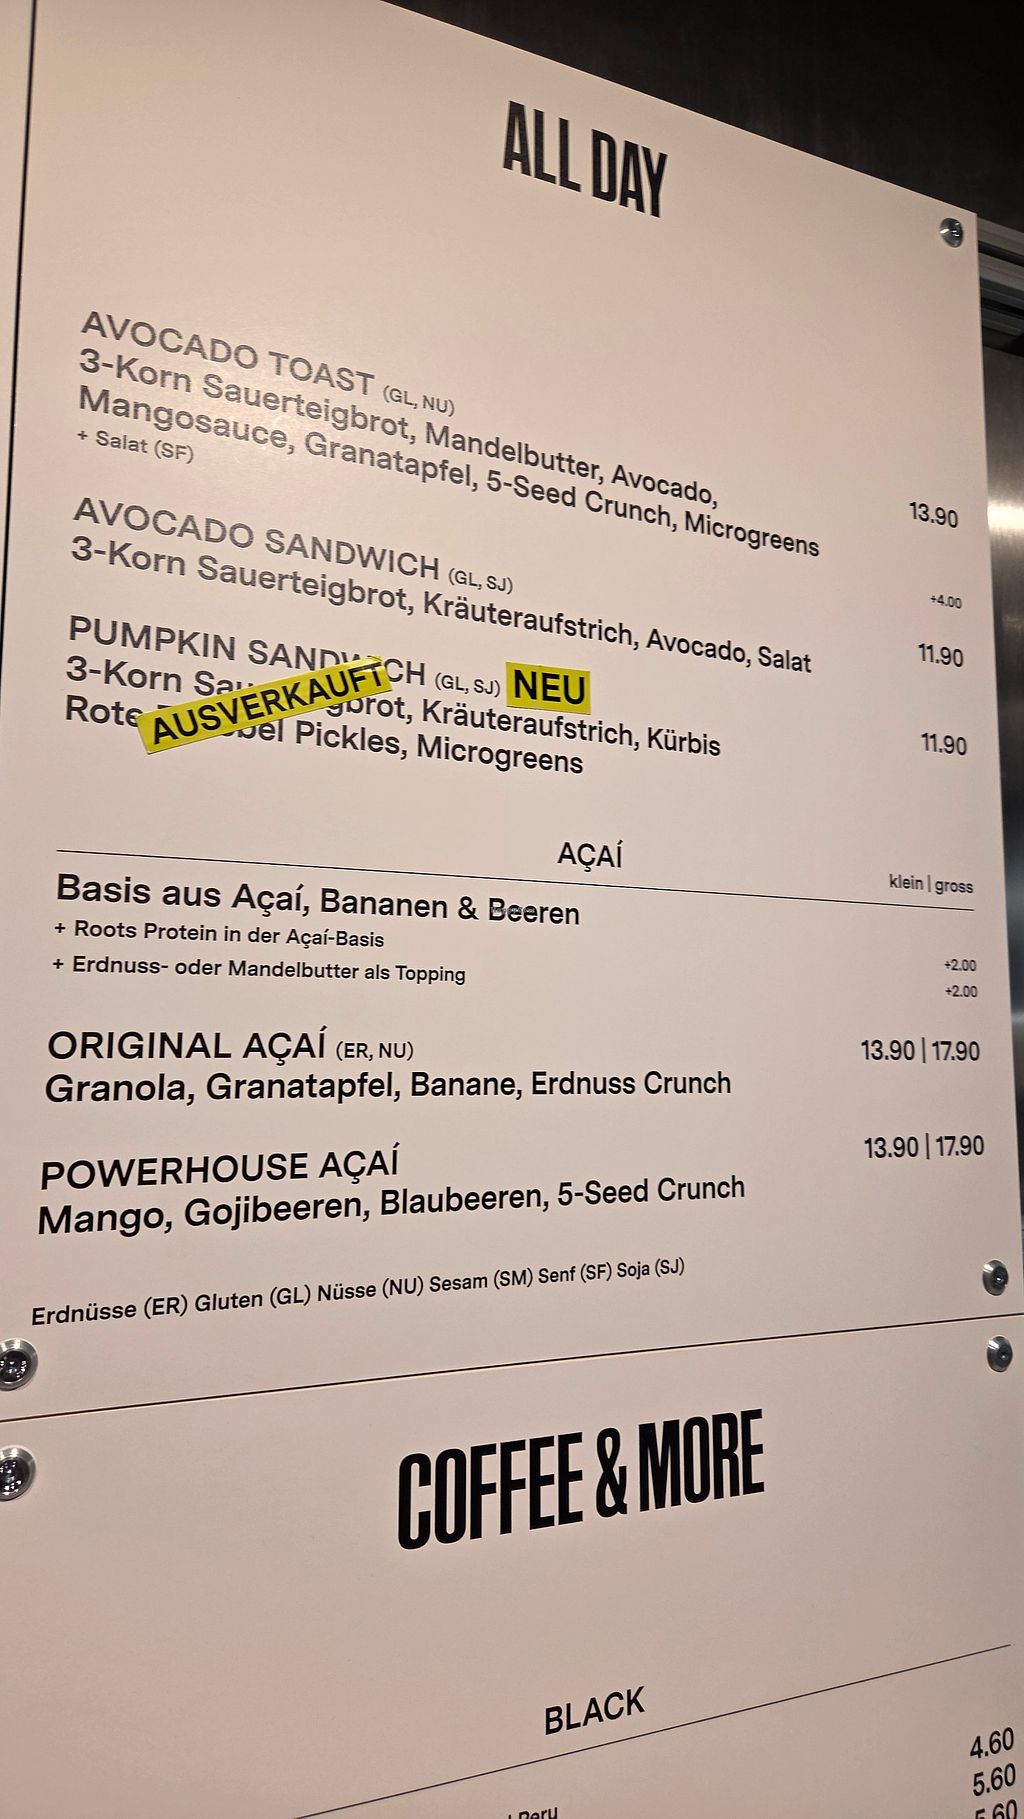 ALL DAY
AVOCADO TOAST (GL, NU)
3-Korn Sauerteigbrot, Mandelbutter, Avocado,
Mangosauce, Granatapfel, 5-Seed Crunch, Microgreens 13.90
+ Salat (SF) +4.00
AVOCADO SANDWICH (GL, SJ)
3-Korn Sauerteigbrot, Kräuteraufstrich, Avocado, Salat 11.90
PUMPKIN SANDWICH (GL, SJ) NEU
3-Korn Sauerteigbrot, Kräuteraufstrich, Kürbis 11.90
AUSVERKAUFT
Rote Pickles, Microgreens
AÇAÍ
klein | gross
Basis aus Açaí, Bananen & Beeren
+ Roots Protein in der Açaí-Basis +2.00
+ Erdnuss- oder Mandelbutter als Topping +2.00
ORIGINAL AÇAÍ (ER, NU) 13.90 | 17.90
Granola, Granatapfel, Banane, Erdnuss Crunch
POWERHOUSE AÇAÍ 13.90 | 17.90
Mango, Gojibeeren, Blaubeeren, 5-Seed Crunch
Erdnüsse (ER) Gluten (GL) Nüsse (NU) Sesam (SM) Senf (SF) Soja (SJ)
COFFEE & MORE
BLACK
4.60
5.60
Peru 5.60